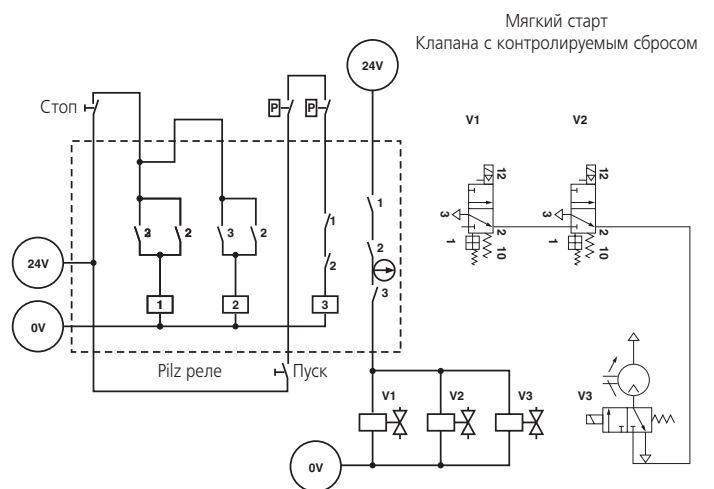 Мягкий старт
Клапана с контролируемым сбросом
24V
Стоп
P P
V1 V2
12 12
3 2 3 2
1 10 1 10
1
2 3 2
1
2
2
3
24V
1 2 3
0V
Pilz реле
Пуск
V1 V2 V3
V3
0V